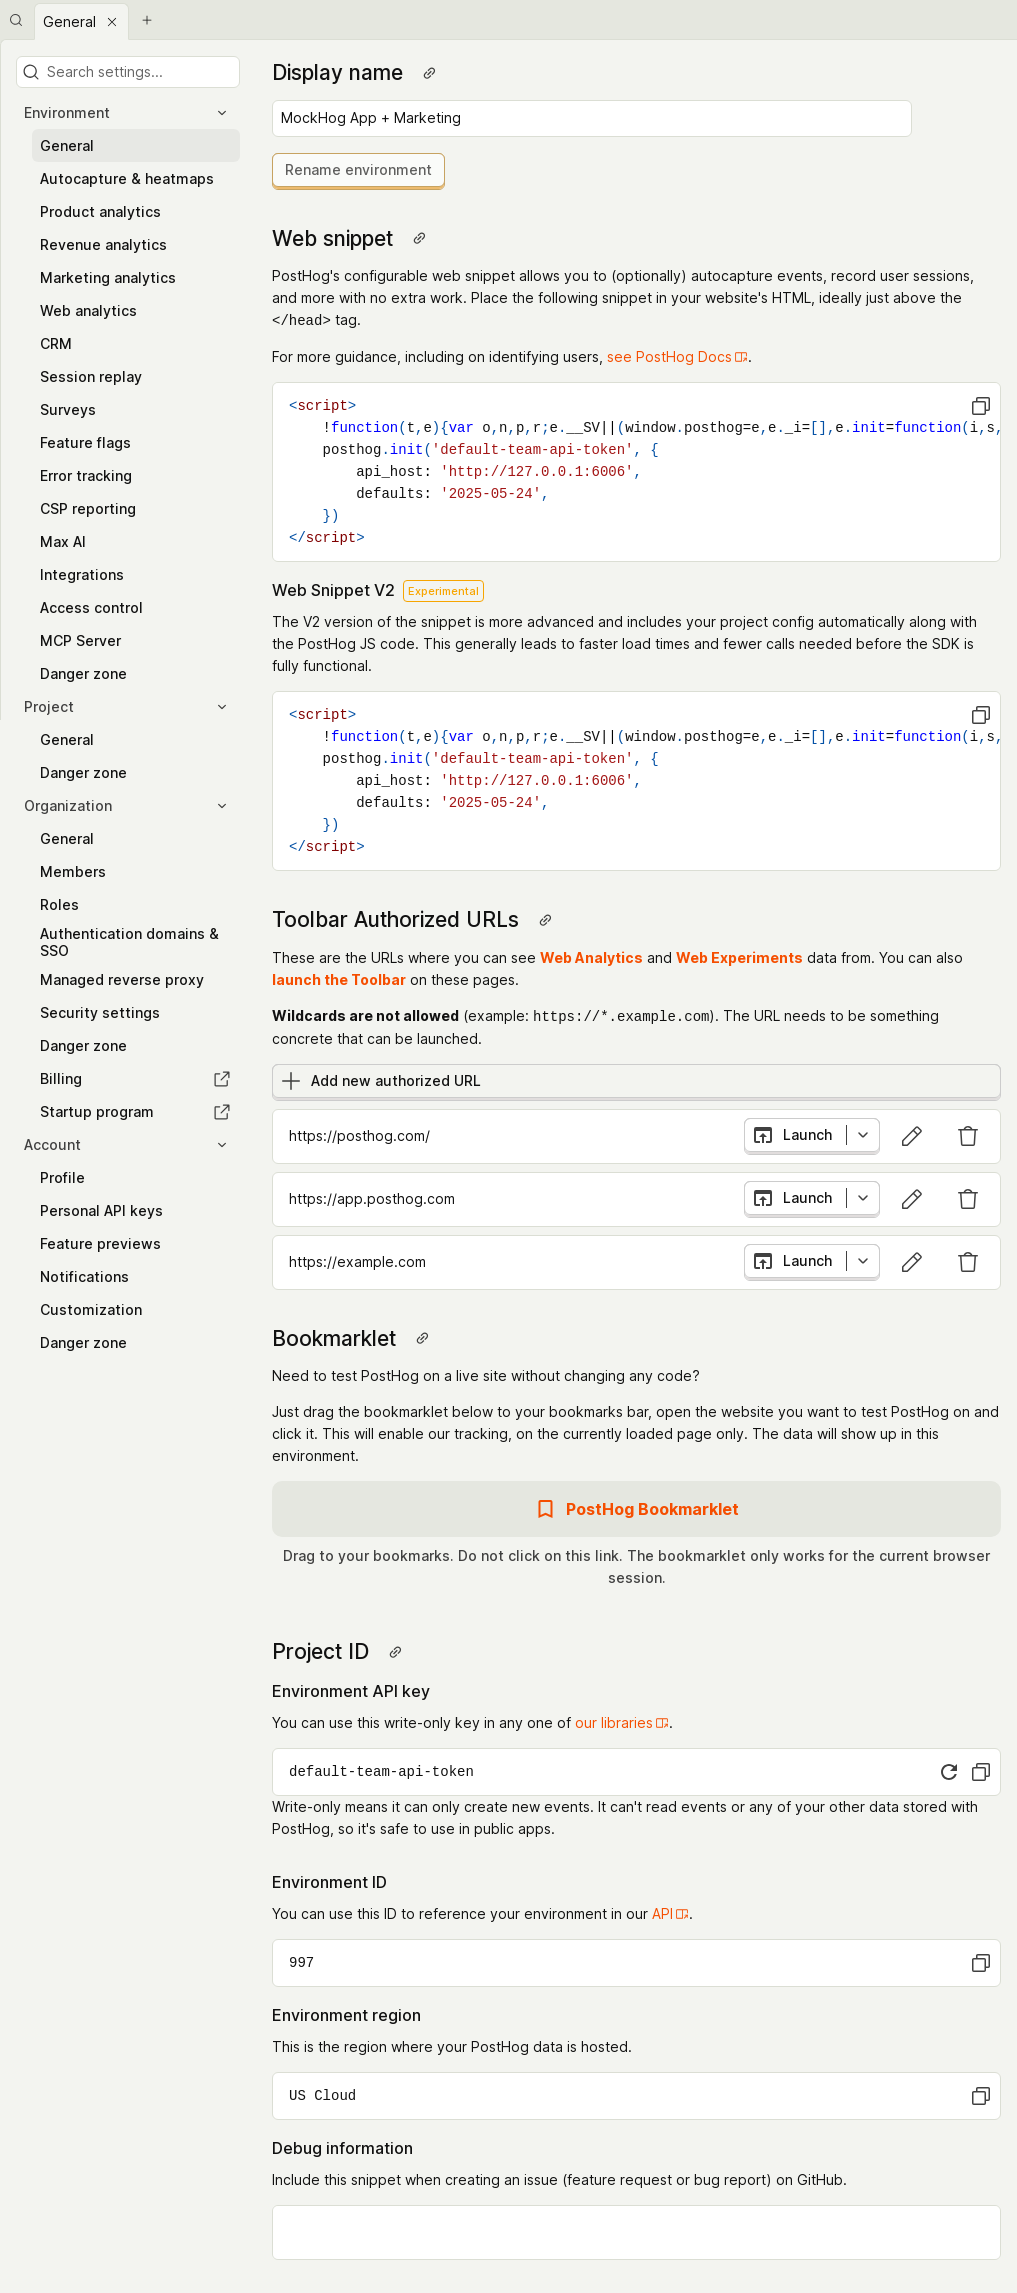 General
Search settings...
Environment
General
Autocapture & heatmaps
Product analytics
Revenue analytics
Marketing analytics
Web analytics
CRM
Session replay
Surveys
Feature flags
Error tracking
CSP reporting
Max AI
Integrations
Access control
MCP Server
Danger zone
Project
General
Danger zone
Organization
General
Members
Roles
Authentication domains &
SSO
Managed reverse proxy
Security settings
Danger zone
Billing
Startup program
Account
Profile
Personal API keys
Feature previews
Notifications
Customization
Danger zone
Display name
MockHog App + Marketing
Rename environment
Web snippet
PostHog's configurable web snippet allows you to (optionally) autocapture events, record user sessions,
and more with no extra work. Place the following snippet in your website's HTML, ideally just above the
</head> tag.
For more guidance, including on identifying users, see PostHog Docs.
<script>
!function(t,e){var o,n,p,r;e.__SV||(window.posthog=e,e._i=[],e.init=function(i,s,
posthog.init('default-team-api-token', {
api_host: 'http://127.0.0.1:6006',
defaults: '2025-05-24',
})
</script>
Web Snippet V2 Experimental
The V2 version of the snippet is more advanced and includes your project config automatically along with
the PostHog JS code. This generally leads to faster load times and fewer calls needed before the SDK is
fully functional.
<script>
!function(t,e){var o,n,p,r;e.__SV||(window.posthog=e,e._i=[],e.init=function(i,s,
posthog.init('default-team-api-token', {
api_host: 'http://127.0.0.1:6006',
defaults: '2025-05-24',
})
</script>
Toolbar Authorized URLs
These are the URLs where you can see Web Analytics and Web Experiments data from. You can also
launch the Toolbar on these pages.
Wildcards are not allowed (example: https://*.example.com). The URL needs to be something
concrete that can be launched.
Add new authorized URL
https://posthog.com/ Launch
https://app.posthog.com Launch
https://example.com Launch
Bookmarklet
Need to test PostHog on a live site without changing any code?
Just drag the bookmarklet below to your bookmarks bar, open the website you want to test PostHog on and
click it. This will enable our tracking, on the currently loaded page only. The data will show up in this
environment.
PostHog Bookmarklet
Drag to your bookmarks. Do not click on this link. The bookmarklet only works for the current browser
session.
Project ID
Environment API key
You can use this write-only key in any one of our libraries.
default-team-api-token
Write-only means it can only create new events. It can't read events or any of your other data stored with
PostHog, so it's safe to use in public apps.
Environment ID
You can use this ID to reference your environment in our API.
997
Environment region
This is the region where your PostHog data is hosted.
US Cloud
Debug information
Include this snippet when creating an issue (feature request or bug report) on GitHub.